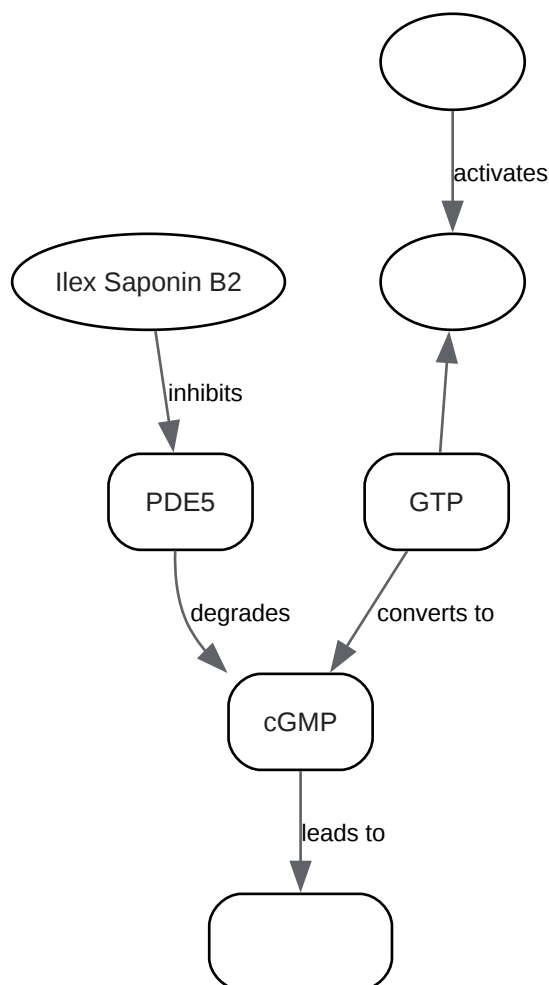 activates
Ilex Saponin B2
inhibits
PDE5
GTP
degrades
converts to
cGMP
leads to